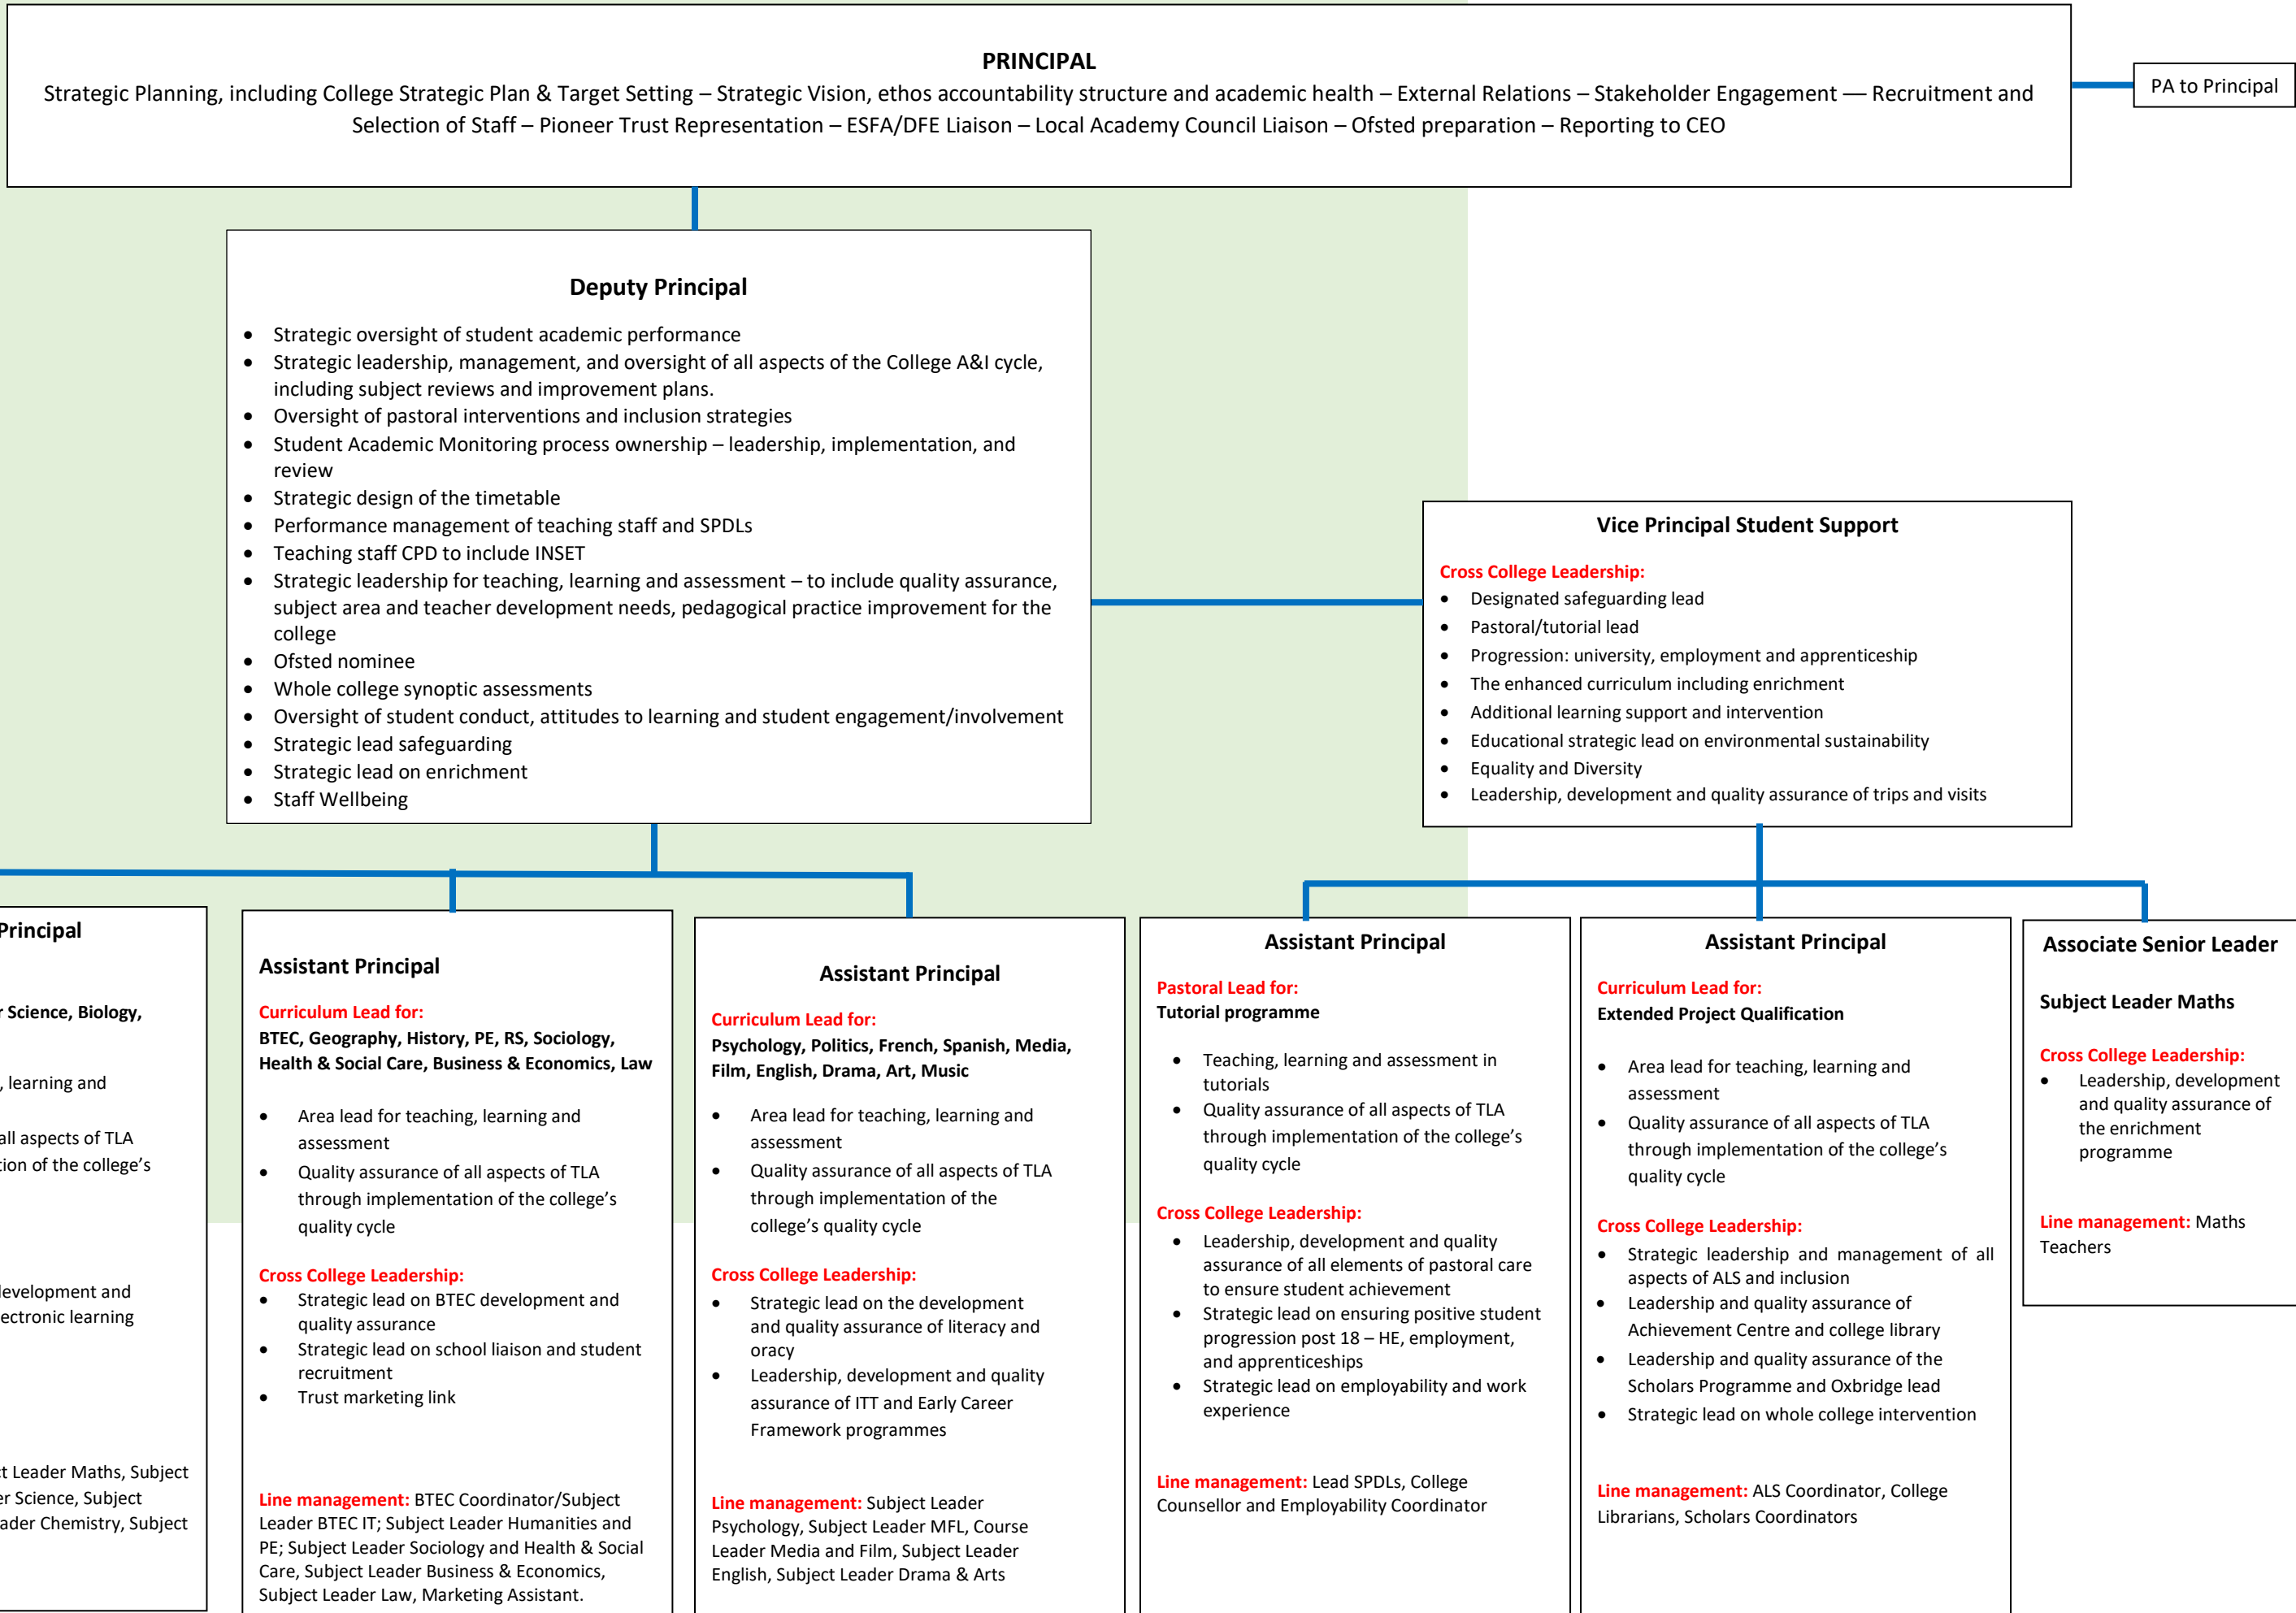 PRINCIPAL
Strategic Planning, including College Strategic Plan & Target Setting – Strategic Vision, ethos accountability structure and academic health – External Relations – Stakeholder Engagement –– Recruitment and
Selection of Staff – Pioneer Trust Representation – ESFA/DFE Liaison – Local Academy Council Liaison – Ofsted preparation – Reporting to CEO
PA to Principal
Deputy Principal
• Strategic oversight of student academic performance
• Strategic leadership, management, and oversight of all aspects of the College A&I cycle,
including subject reviews and improvement plans.
• Oversight of pastoral interventions and inclusion strategies
• Student Academic Monitoring process ownership – leadership, implementation, and
review
• Strategic design of the timetable
• Performance management of teaching staff and SPDLs
• Teaching staff CPD to include INSET
• Strategic leadership for teaching, learning and assessment – to include quality assurance,
subject area and teacher development needs, pedagogical practice improvement for the
college
• Ofsted nominee
• Whole college synoptic assessments
• Oversight of student conduct, attitudes to learning and student engagement/involvement
• Strategic lead safeguarding
• Strategic lead on enrichment
• Staff Wellbeing
Vice Principal Student Support
Cross College Leadership:
• Designated safeguarding lead
• Pastoral/tutorial lead
• Progression: university, employment and apprenticeship
• The enhanced curriculum including enrichment
• Additional learning support and intervention
• Educational strategic lead on environmental sustainability
• Equality and Diversity
• Leadership, development and quality assurance of trips and visits
Principal
Science, Biology,
, learning and
all aspects of TLA
tion of the college's
development and
ectronic learning
t Leader Maths, Subject
er Science, Subject
ader Chemistry, Subject
Assistant Principal
Curriculum Lead for:
BTEC, Geography, History, PE, RS, Sociology,
Health & Social Care, Business & Economics, Law
• Area lead for teaching, learning and
assessment
• Quality assurance of all aspects of TLA
through implementation of the college's
quality cycle
Cross College Leadership:
• Strategic lead on BTEC development and
quality assurance
• Strategic lead on school liaison and student
recruitment
• Trust marketing link
Line management: BTEC Coordinator/Subject
Leader BTEC IT; Subject Leader Humanities and
PE; Subject Leader Sociology and Health & Social
Care, Subject Leader Business & Economics,
Subject Leader Law, Marketing Assistant.
Assistant Principal
Curriculum Lead for:
Psychology, Politics, French, Spanish, Media,
Film, English, Drama, Art, Music
• Area lead for teaching, learning and
assessment
• Quality assurance of all aspects of TLA
through implementation of the
college's quality cycle
Cross College Leadership:
• Strategic lead on the development
and quality assurance of literacy and
oracy
• Leadership, development and quality
assurance of ITT and Early Career
Framework programmes
Line management: Subject Leader
Psychology, Subject Leader MFL, Course
Leader Media and Film, Subject Leader
English, Subject Leader Drama & Arts
Assistant Principal
Pastoral Lead for:
Tutorial programme
• Teaching, learning and assessment in
tutorials
• Quality assurance of all aspects of TLA
through implementation of the college's
quality cycle
Cross College Leadership:
• Leadership, development and quality
assurance of all elements of pastoral care
to ensure student achievement
• Strategic lead on ensuring positive student
progression post 18 – HE, employment,
and apprenticeships
• Strategic lead on employability and work
experience
Line management: Lead SPDLs, College
Counsellor and Employability Coordinator
Assistant Principal
Curriculum Lead for:
Extended Project Qualification
• Area lead for teaching, learning and
assessment
• Quality assurance of all aspects of TLA
through implementation of the college's
quality cycle
Cross College Leadership:
• Strategic leadership and management of all
aspects of ALS and inclusion
• Leadership and quality assurance of
Achievement Centre and college library
• Leadership and quality assurance of the
Scholars Programme and Oxbridge lead
• Strategic lead on whole college intervention
Line management: ALS Coordinator, College
Librarians, Scholars Coordinators
Associate Senior Leader
Subject Leader Maths
Cross College Leadership:
• Leadership, development
and quality assurance of
the enrichment
programme
Line management: Maths
Teachers